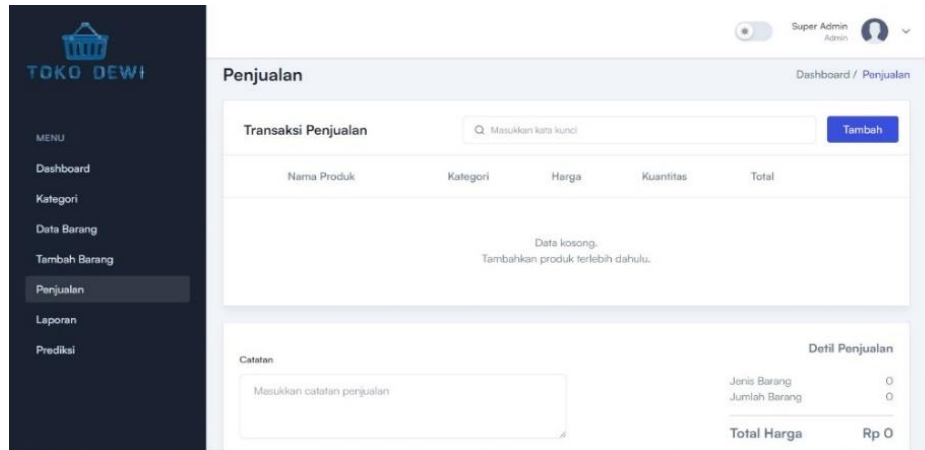 TOKO DEWI
MENU
Dashboard
Kategori
Data Barang
Tambah Barang
Penjualan
Laporan
Prediksi
Super Admin
Admin
Penjualan
Dashboard / Penjualan
Transaksi Penjualan
Masukkan kata kunci
Tambah
Nama Produk Kategori Harga Kuantitas Total
Data kosong.
Tambahkan produk terlebih dahulu.
Catatan
Masukkan catatan penjualan
Detil Penjualan
Jenis Barang 0
Jumlah Barang 0
Total Harga Rp 0